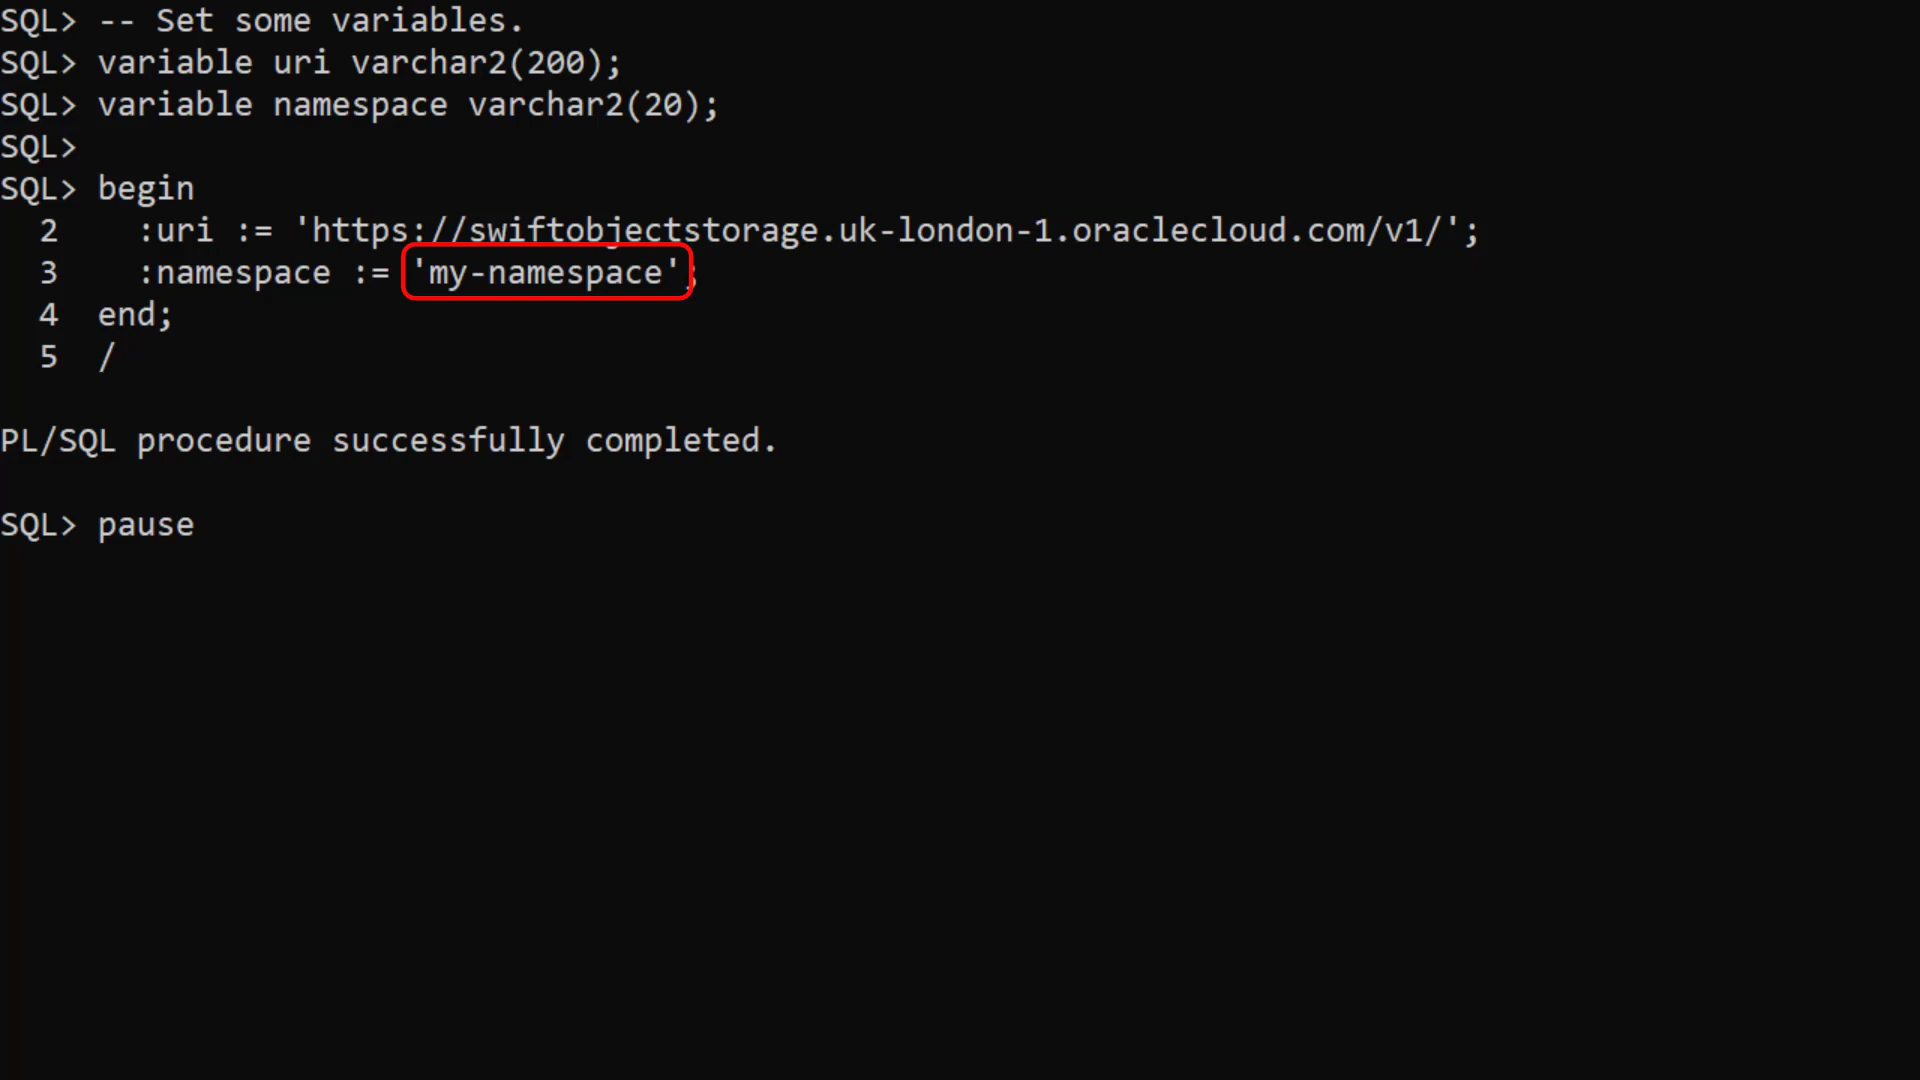 SQL> -- Set some variables.
SQL> variable uri varchar2(200);
SQL> variable namespace varchar2(20);
SQL>
SQL> begin
  2    :uri := 'https://swiftobjectstorage.uk-london-1.oraclecloud.com/v1/';
  3    :namespace := 'my-namespace';
  4  end;
  5  /
PL/SQL procedure successfully completed.
SQL> pause